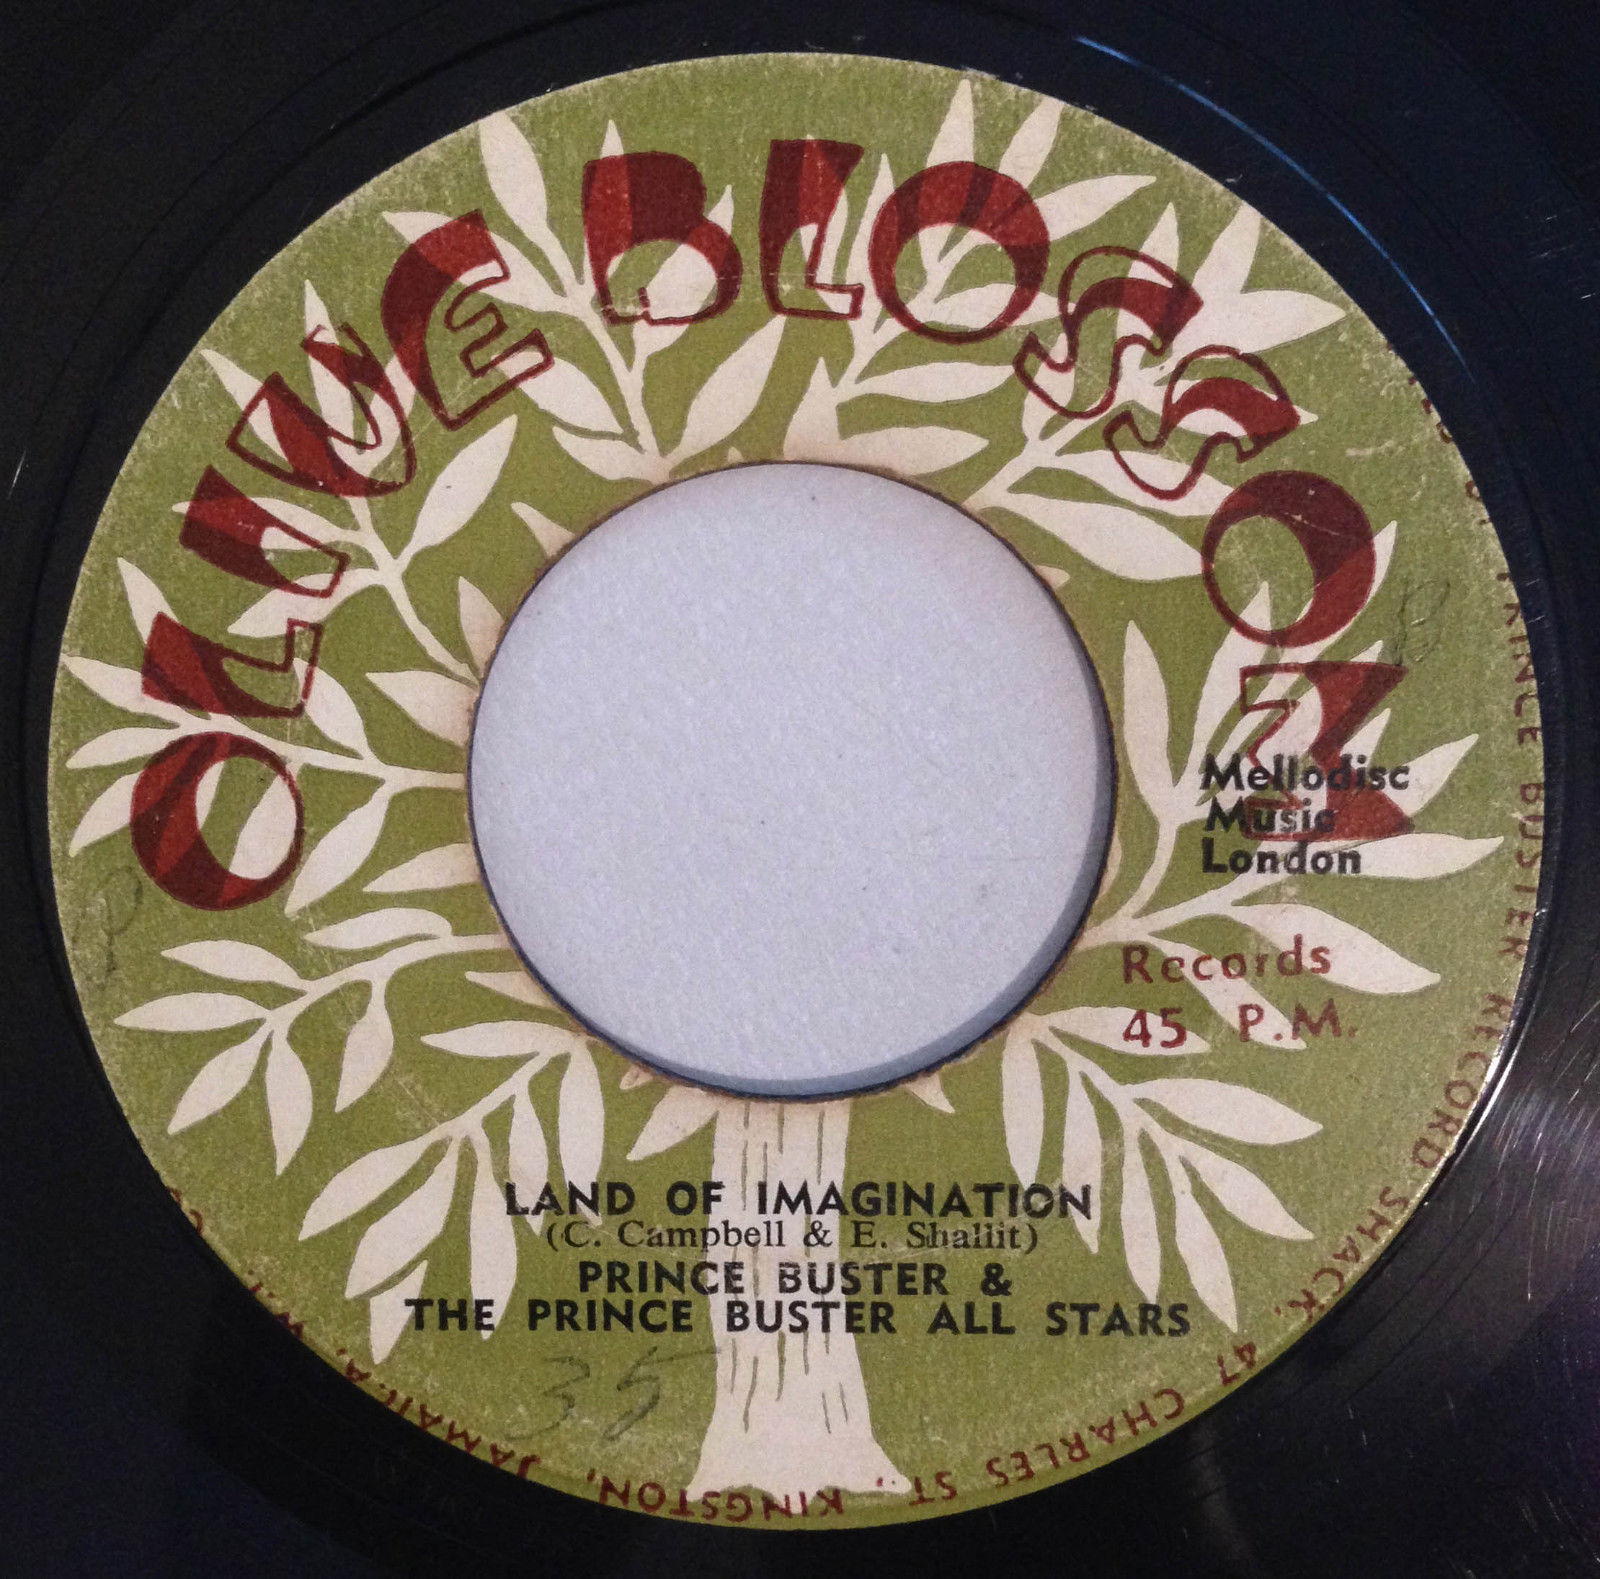 OLIVE BLOSSOM
Mellodisc
Music
London
Records
45 P.M.
LAND OF IMAGINATION
(C. Campbell & E. Shallit)
PRINCE BUSTER &
THE PRINCE BUSTER ALL STARS
35
PRINCE BUSTER RECORD SHACK, 47 CHARLES ST., KINGSTON, JAMAICA, W.I.